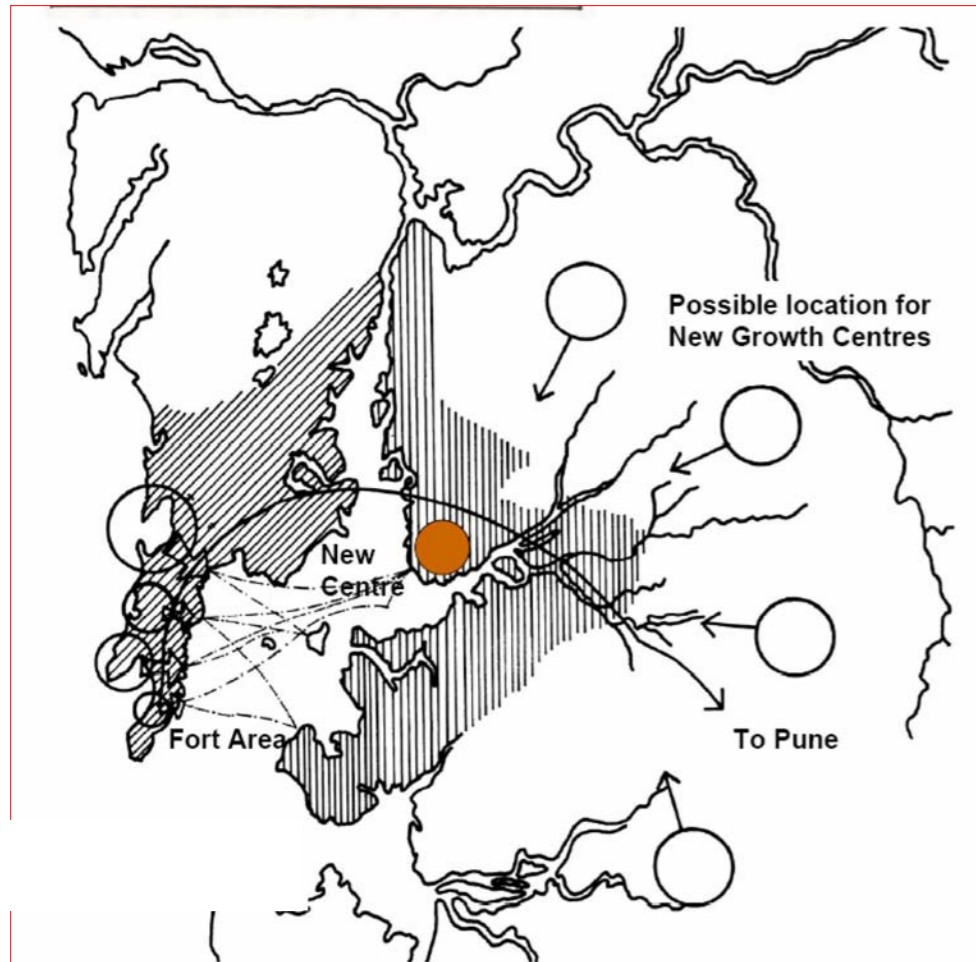 Possible location for
New Growth Centres
New
Centre
Fort Area
To Pune